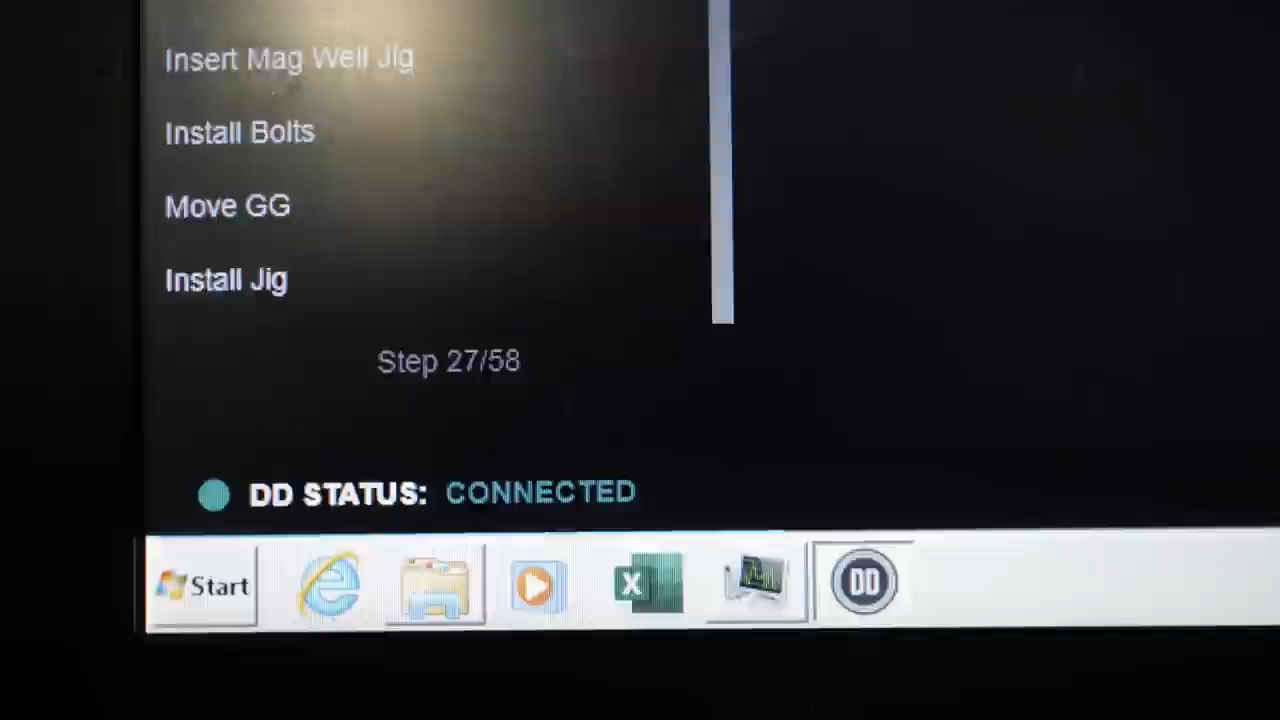 Insert Mag Well Jig
Install Bolts
Move GG
Install Jig
Step 27/58
DD STATUS: CONNECTED
Start
X
DD